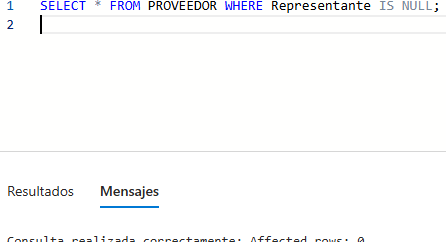 1 SELECT * FROM PROVEEDOR WHERE Representante IS NULL;
2
Resultados Mensajes
Consulta realizada correctamente: Affected rows: 0